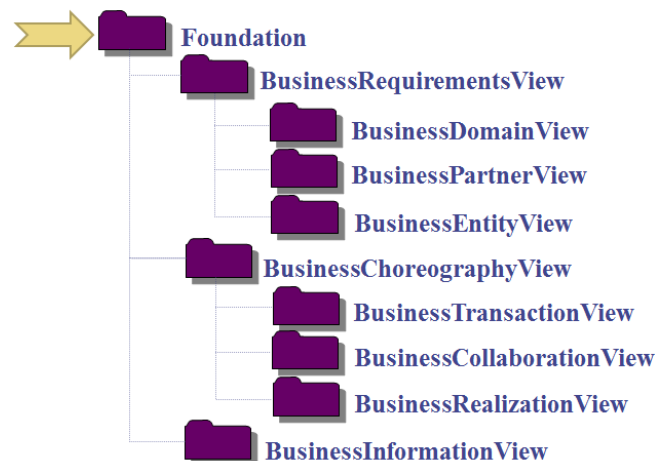 Foundation
BusinessRequirementsView
BusinessDomainView
BusinessPartnerView
BusinessEntityView
BusinessChoreographyView
BusinessTransactionView
BusinessCollaborationView
BusinessRealizationView
BusinessInformationView